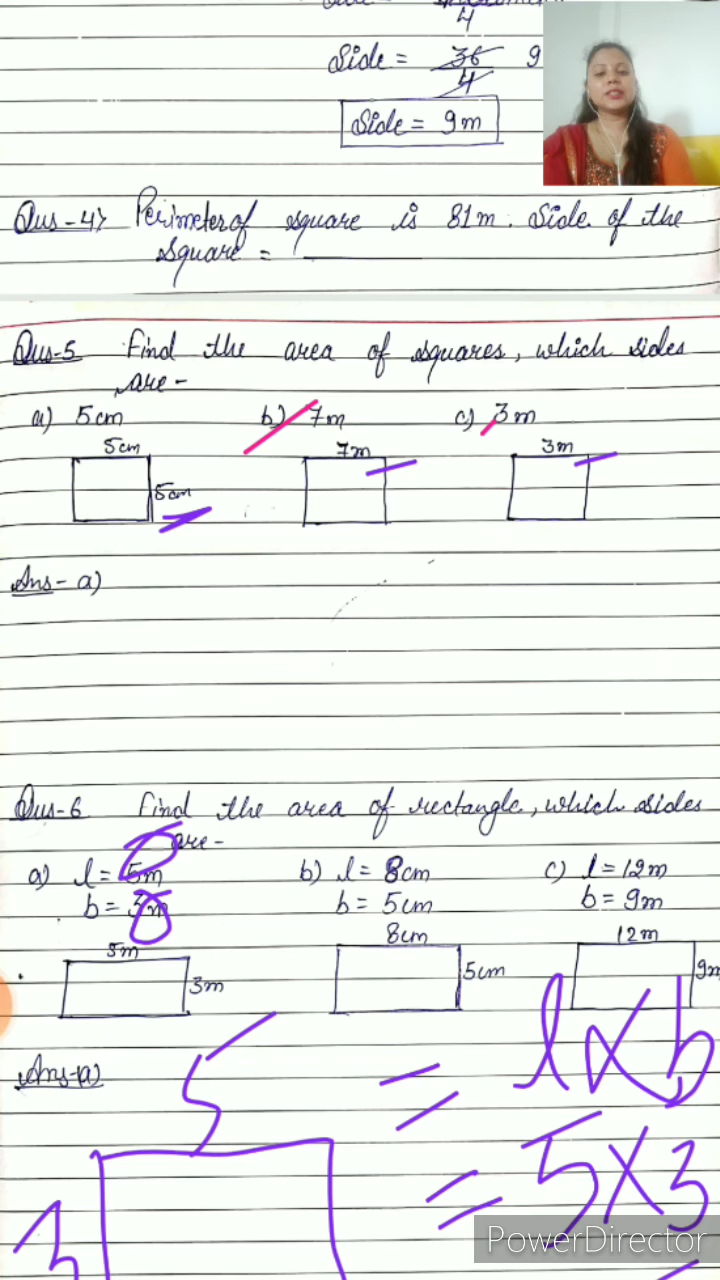 4
Side = 36 9
4
Side = 9m
Qus-4) Perimeter of square is 81m. Side of the
square =
Qus-5 Find the area of squares, which sides
are-
a) 5cm b) 7m c) 3m
5cm 7m 3m
5cm
Ans- a)
Qus-6 Find the area of rectangle, which sides
are-
a) l= 5m b) l= 8cm c) l= 12m
b= 3m b= 5cm b= 9m
5m 8cm 12m
3m 5cm 9m
Ans-a)
5 = l×b
3 = 5×3
PowerDirector